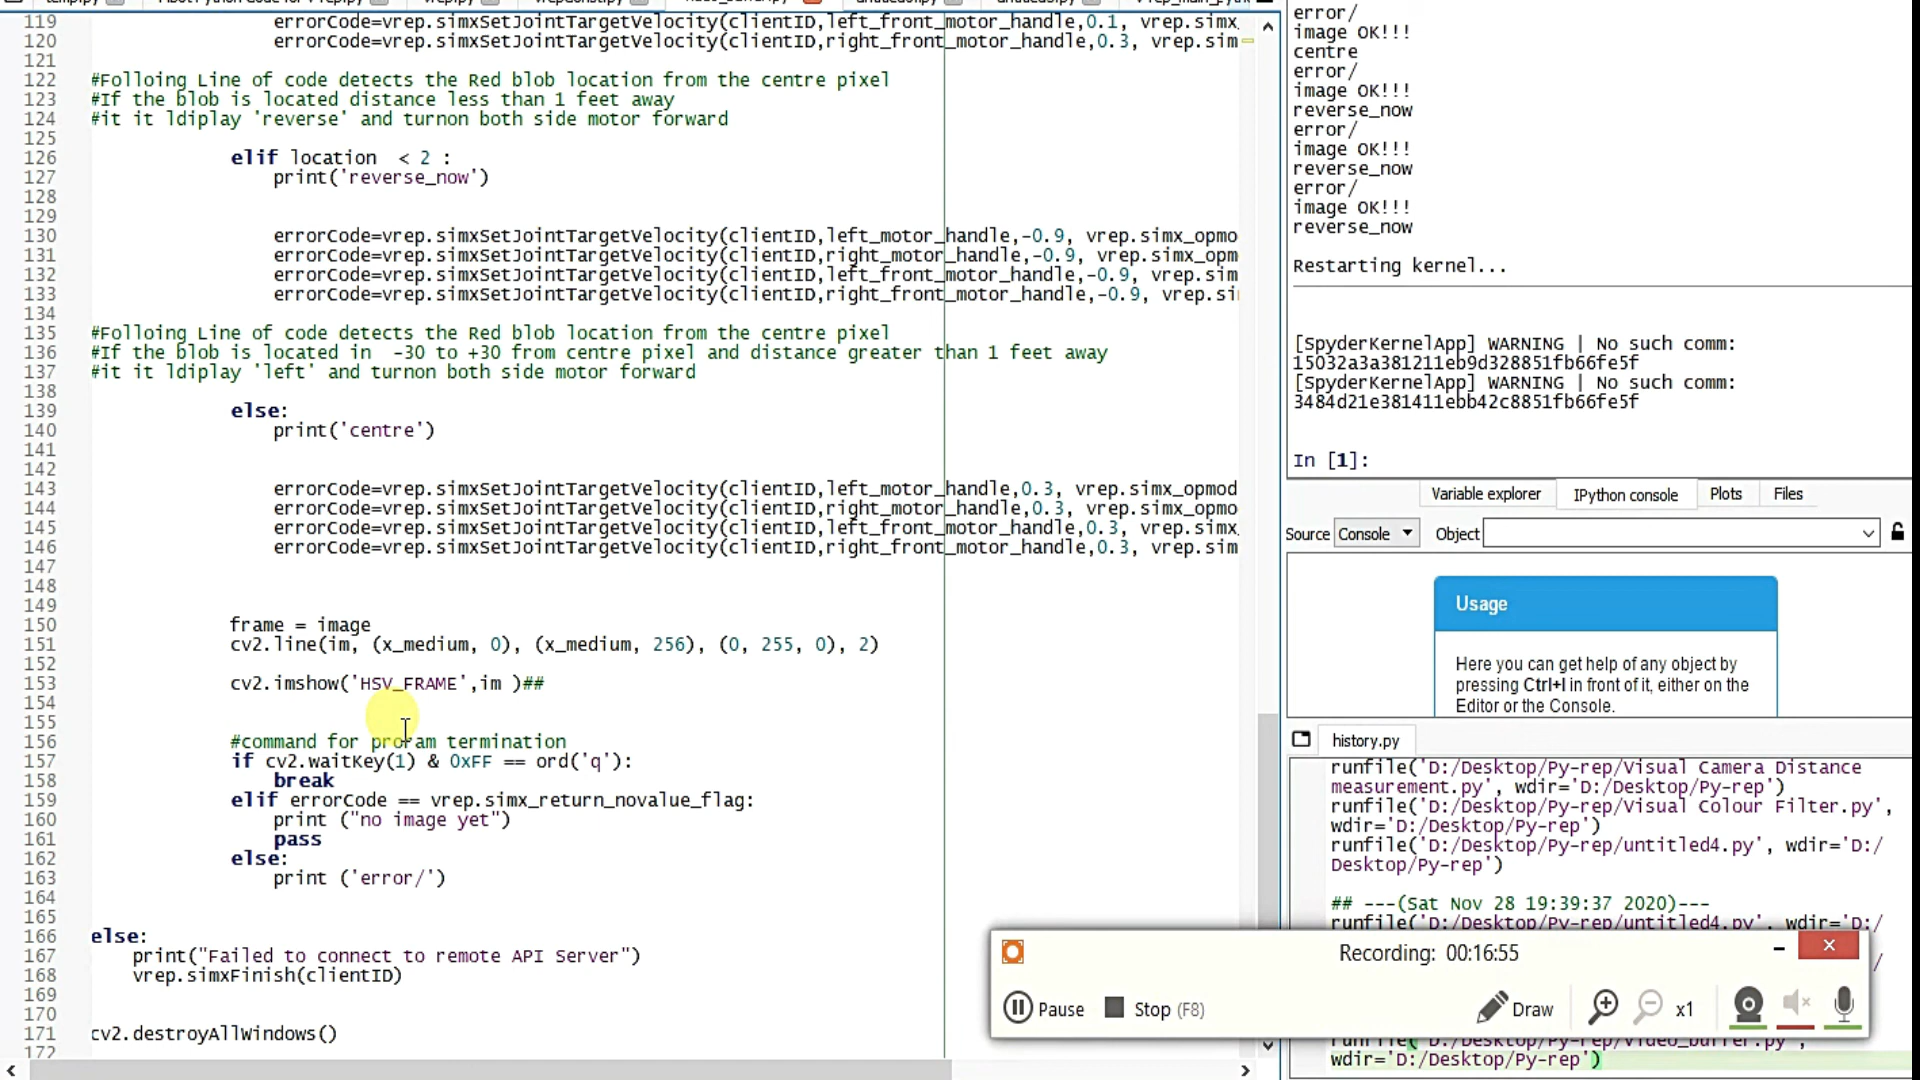 119 errorCode=vrep.simxSetJointTargetVelocity(clientID,left_front_motor_handle,0.1, vrep.simx_
120 errorCode=vrep.simxSetJointTargetVelocity(clientID,right_front_motor_handle,0.3, vrep.sim
121
122 #Folloing Line of code detects the Red blob location from the centre pixel
123 #If the blob is located distance less than 1 feet away
124 #it it ldiplay 'reverse' and turnon both side motor forward
125
126 elif location < 2 :
127 print('reverse_now')
128
129
130 errorCode=vrep.simxSetJointTargetVelocity(clientID,left_motor_handle,-0.9, vrep.simx_opmo
131 errorCode=vrep.simxSetJointTargetVelocity(clientID,right_motor_handle,-0.9, vrep.simx_opm
132 errorCode=vrep.simxSetJointTargetVelocity(clientID,left_front_motor_handle,-0.9, vrep.sim
133 errorCode=vrep.simxSetJointTargetVelocity(clientID,right_front_motor_handle,-0.9, vrep.si
134
135 #Folloing Line of code detects the Red blob location from the centre pixel
136 #If the blob is located in -30 to +30 from centre pixel and distance greater than 1 feet away
137 #it it ldiplay 'left' and turnon both side motor forward
138
139 else:
140 print('centre')
141
142
143 errorCode=vrep.simxSetJointTargetVelocity(clientID,left_motor_handle,0.3, vrep.simx_opmod
144 errorCode=vrep.simxSetJointTargetVelocity(clientID,right_motor_handle,0.3, vrep.simx_opmo
145 errorCode=vrep.simxSetJointTargetVelocity(clientID,left_front_motor_handle,0.3, vrep.simx_
146 errorCode=vrep.simxSetJointTargetVelocity(clientID,right_front_motor_handle,0.3, vrep.sim
147
148
149
150 frame = image
151 cv2.line(im, (x_medium, 0), (x_medium, 256), (0, 255, 0), 2)
152
153 cv2.imshow('HSV_FRAME',im )##
154
155
156 #command for program termination
157 if cv2.waitKey(1) & 0xFF == ord('q'):
158 break
159 elif errorCode == vrep.simx_return_novalue_flag:
160 print ("no image yet")
161 pass
162 else:
163 print ('error/')
164
165
166 else:
167 print("Failed to connect to remote API Server")
168 vrep.simxFinish(clientID)
169
170
171 cv2.destroyAllWindows()
172
error/
image OK!!!
centre
error/
image OK!!!
reverse_now
error/
image OK!!!
reverse_now
error/
image OK!!!
reverse_now
Restarting kernel...
[SpyderKernelApp] WARNING | No such comm:
15032a3a381211eb9d328851fb66fe5f
[SpyderKernelApp] WARNING | No such comm:
3484d21e381411ebb42c8851fb66fe5f
In [1]:
Variable explorer IPython console Plots Files
Source Console Object
Usage
Here you can get help of any object by
pressing Ctrl+I in front of it, either on the
Editor or the Console.
history.py
runfile('D:/Desktop/Py-rep/Visual Camera Distance
measurement.py', wdir='D:/Desktop/Py-rep')
runfile('D:/Desktop/Py-rep/Visual Colour Filter.py',
wdir='D:/Desktop/Py-rep')
runfile('D:/Desktop/Py-rep/untitled4.py', wdir='D:/
Desktop/Py-rep')
## ---(Sat Nov 28 19:39:37 2020)---
runfile('D:/Desktop/Py-rep/untitled4.py', wdir='D:/
runfile('D:/Desktop/Py-rep/Video_buffer.py',
wdir='D:/Desktop/Py-rep')
Recording: 00:16:55
Pause Stop (F8) Draw x1